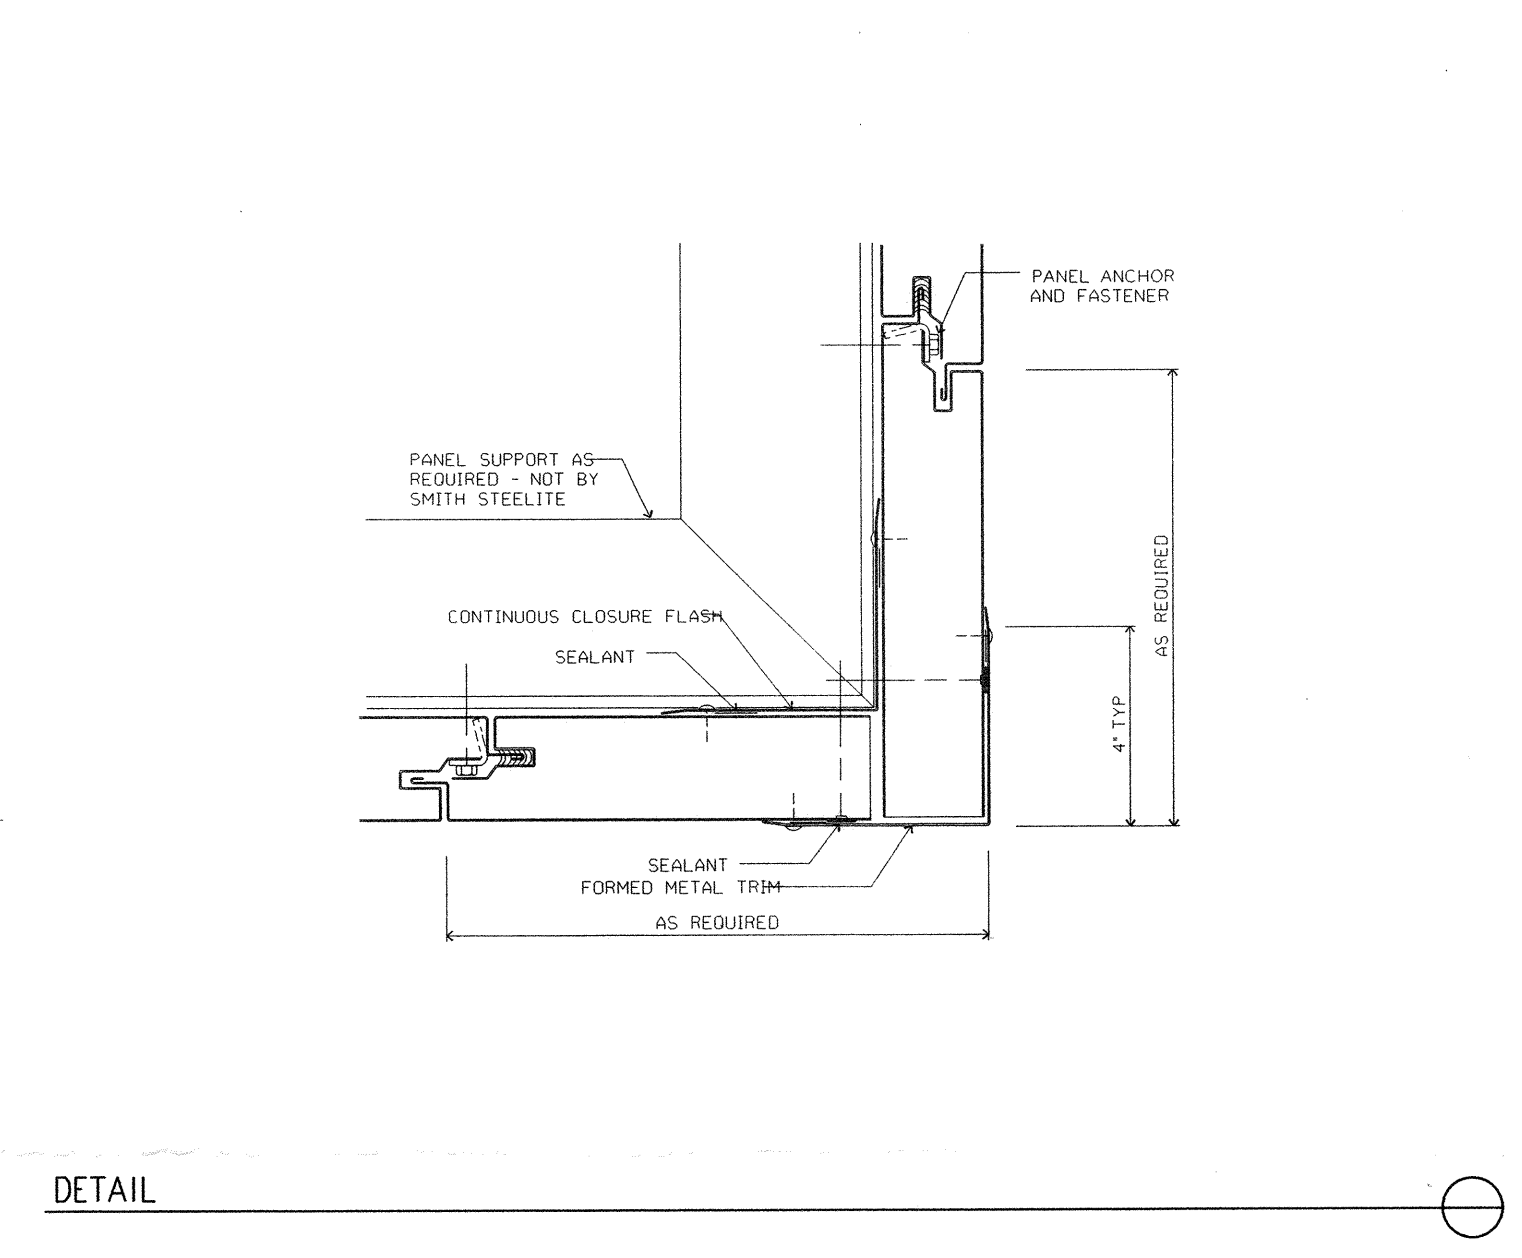 PANEL ANCHOR
AND FASTENER
PANEL SUPPORT AS
REQUIRED - NOT BY
SMITH STEELITE
AS REQUIRED
CONTINUOUS CLOSURE FLASH
SEALANT
4" TYP
SEALANT
FORMED METAL TRIM
AS REQUIRED
DETAIL